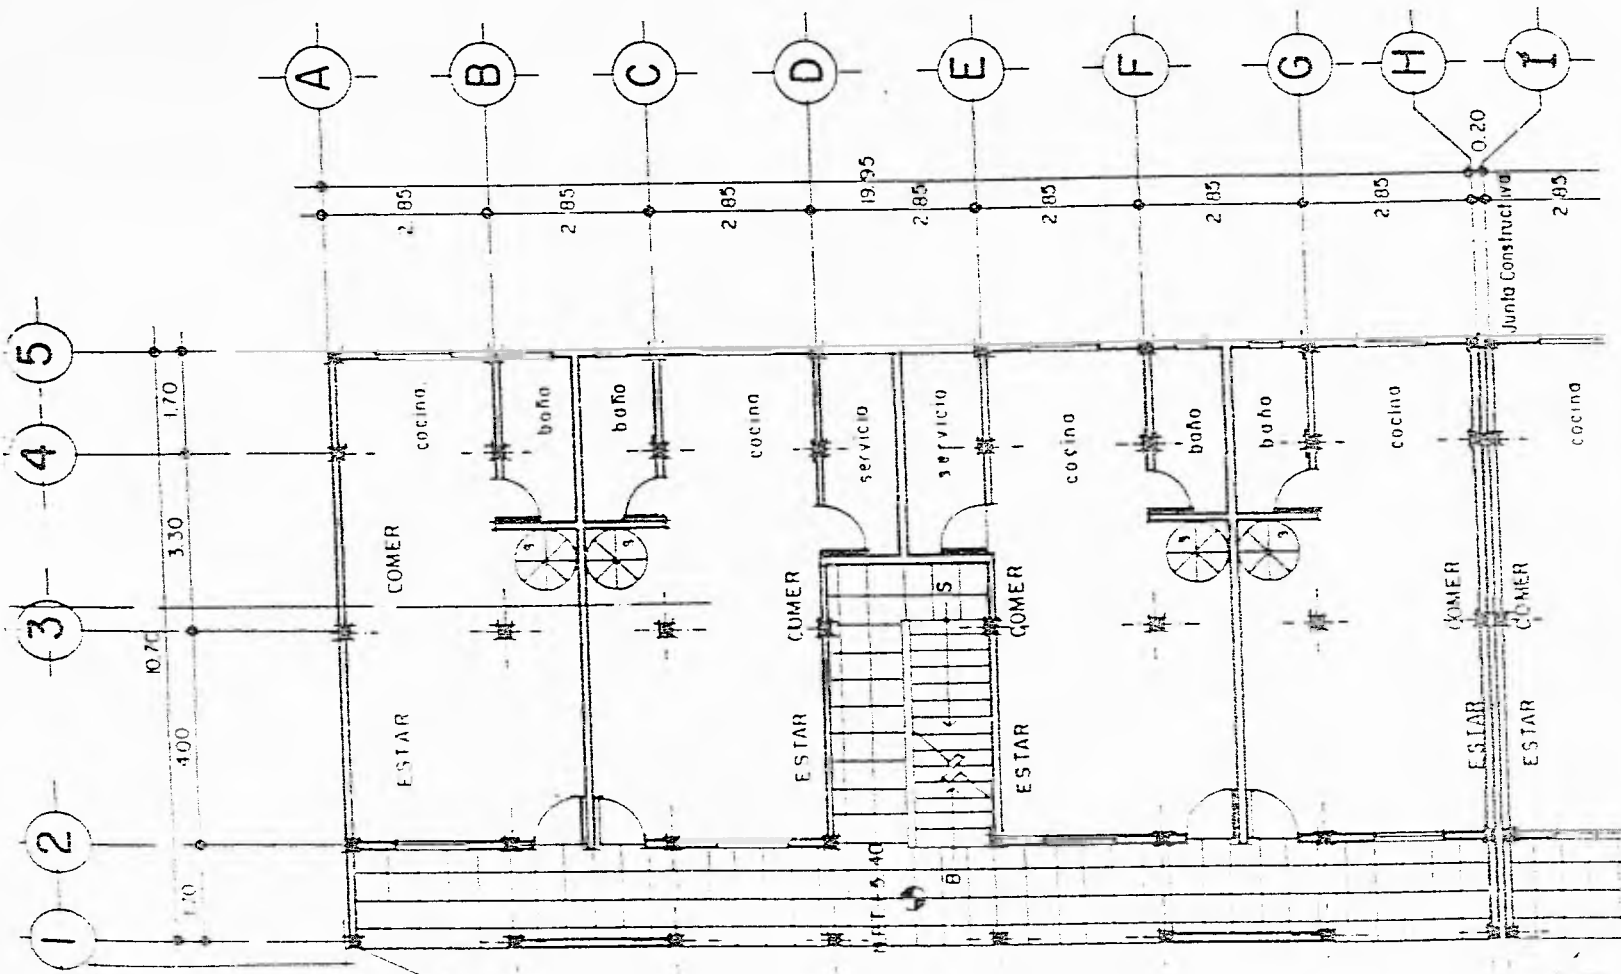 A B C D E F G H I
0.20
19.95
2.85 2.85 2.85 2.85 2.85 2.85 2.85 2.85
Junta Constructiva
5
4
3
2
1
1.70
3.30
4.00
1.70
10.70
cocina baño baño cocina servicio servicio cocina baño baño cocina cocina
COMER COMER COMER COMER COMER
S
ESTAR ESTAR ESTAR ESTAR ESTAR
B